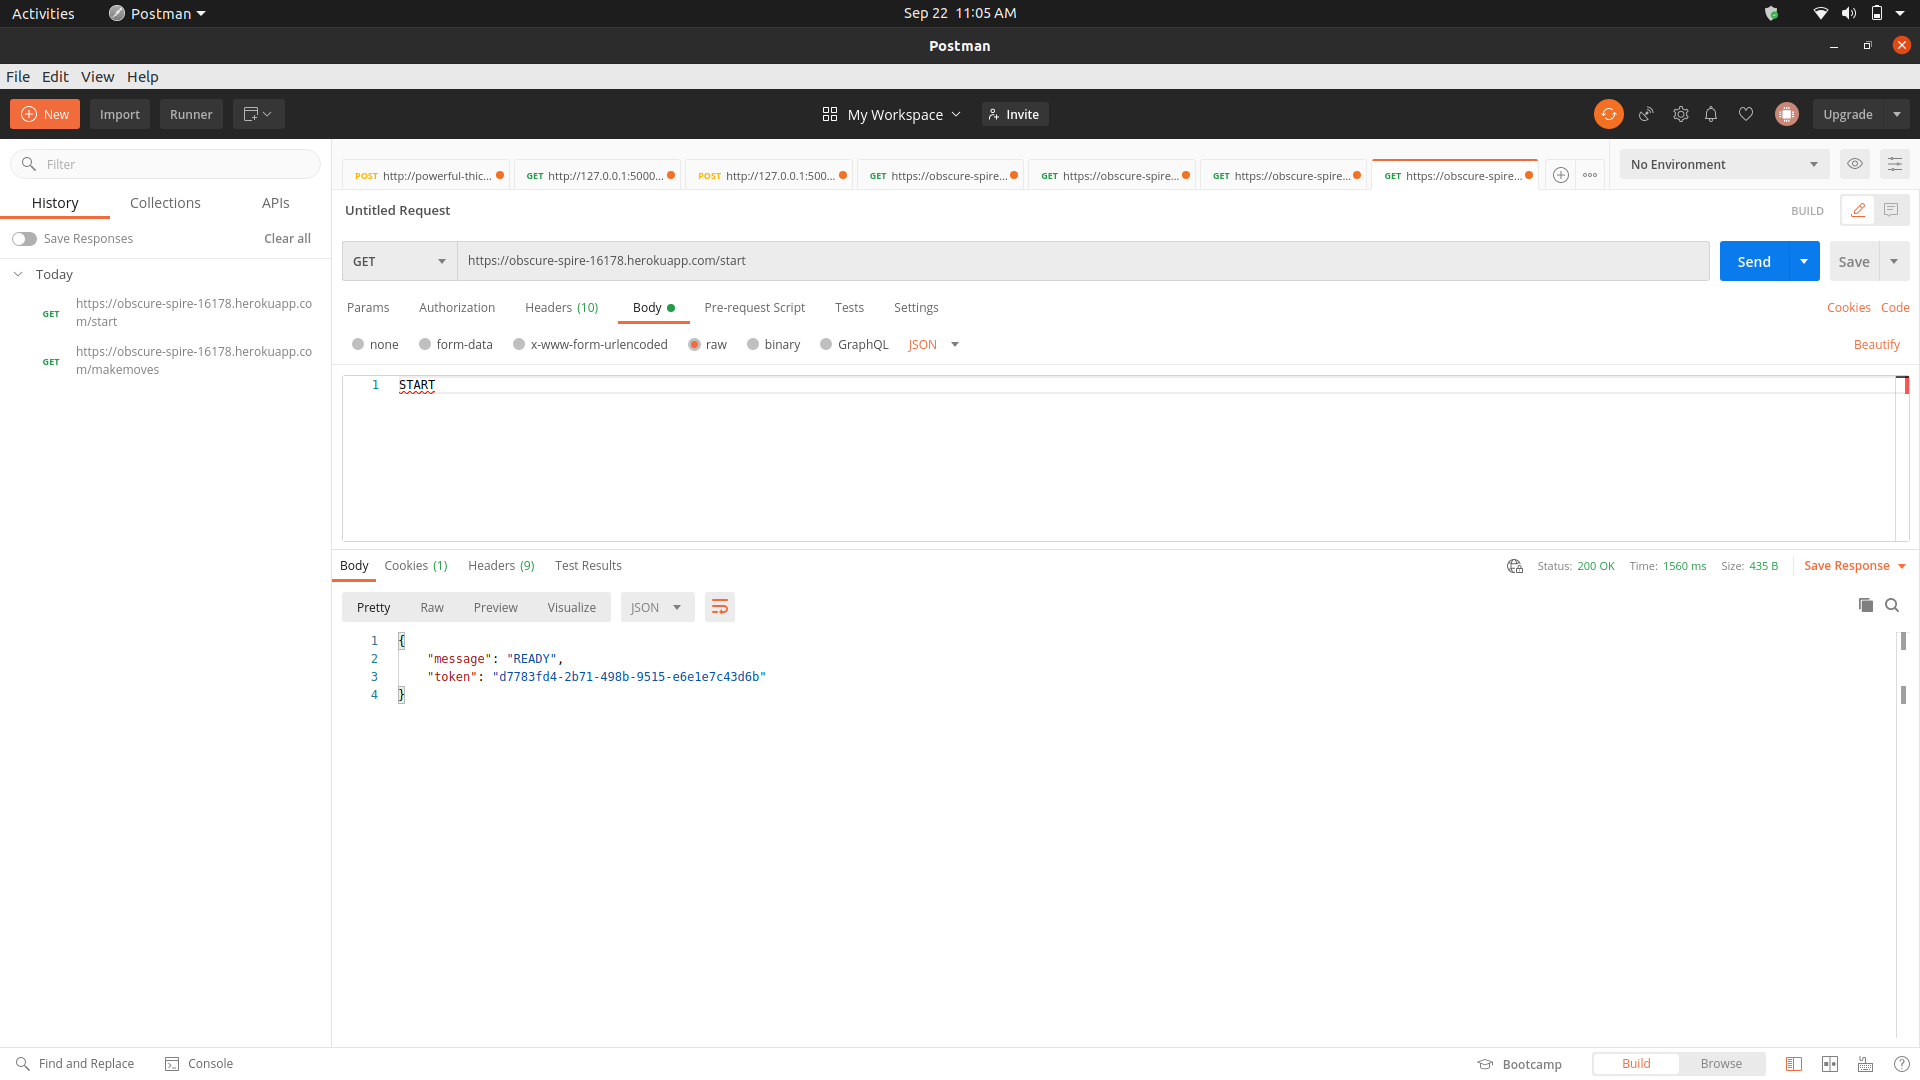 Activities
Postman
Sep 22 11:05 AM
Postman
File Edit View Help
New
Import
Runner
My Workspace
Invite
Upgrade
Filter
History
Collections
APIs
Save Responses
Clear all
Today
GET
https://obscure-spire-16178.herokuapp.co
m/start
GET
https://obscure-spire-16178.herokuapp.co
m/makemoves
POST http://powerful-thic...
GET http://127.0.0.1:5000...
POST http://127.0.0.1:500...
GET https://obscure-spire...
GET https://obscure-spire...
GET https://obscure-spire...
GET https://obscure-spire...
No Environment
Untitled Request
BUILD
GET
https://obscure-spire-16178.herokuapp.com/start
Send
Save
Params Authorization Headers (10) Body Pre-request Script Tests Settings
Cookies Code
none form-data x-www-form-urlencoded raw binary GraphQL JSON
Beautify
1 START
Body Cookies (1) Headers (9) Test Results
Status: 200 OK Time: 1560 ms Size: 435 B
Save Response
Pretty Raw Preview Visualize JSON
1 {
2 "message": "READY",
3 "token": "d7783fd4-2b71-498b-9515-e6e1e7c43d6b"
4 }
Find and Replace
Console
Bootcamp
Build
Browse